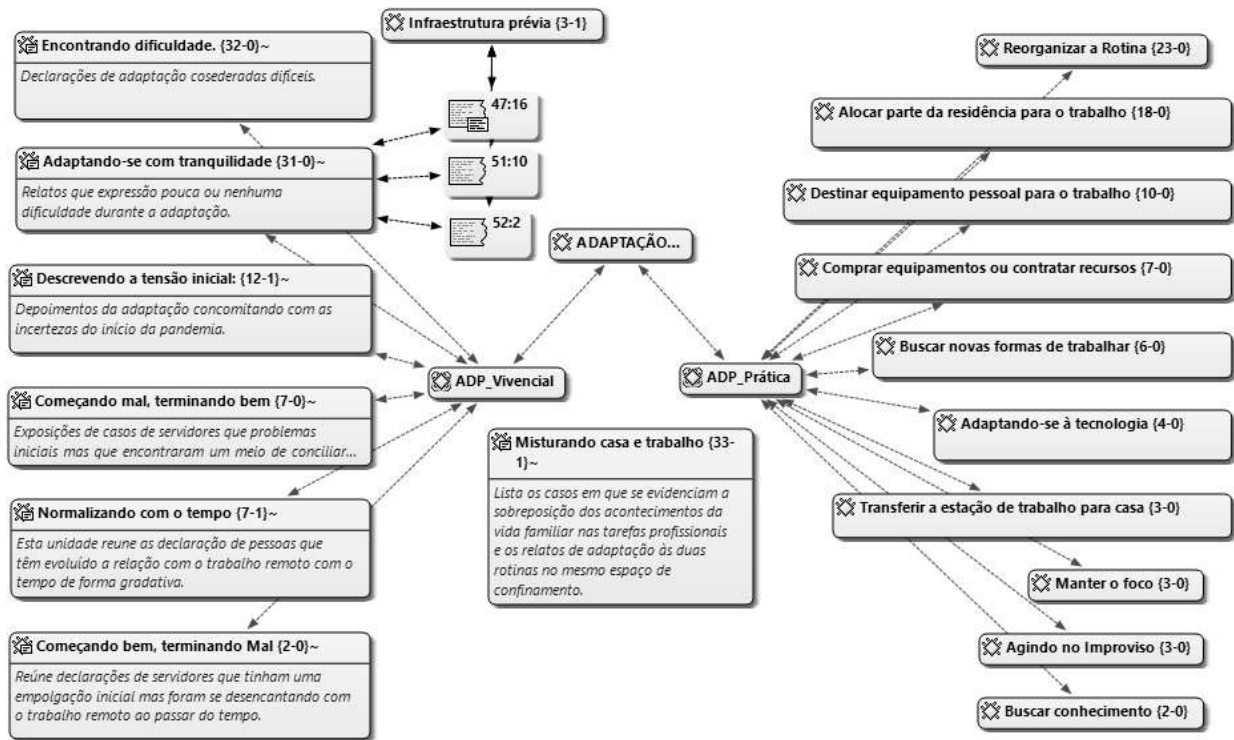 Infraestrutura prévia {3-1}
Encontrando dificuldade. {32-0}~
Declarações de adaptação cosederadas difíceis.
47:16
Adaptando-se com tranquilidade {31-0}~
Relatos que expressão pouca ou nenhuma
dificuldade durante a adaptação.
51:10
52:2
Descrevendo a tensão inicial: {12-1}~
Depoimentos da adaptação concomitando com as
incertezas do início da pandemia.
Começando mal, terminando bem {7-0}~
Exposições de casos de servidores que problemas
iniciais mas que encontraram um meio de conciliar...
Normalizando com o tempo {7-1}~
Esta unidade reune as declaração de pessoas que
têm evoluído a relação com o trabalho remoto com o
tempo de forma gradativa.
Começando bem, terminando Mal {2-0}~
Reúne declarações de servidores que tinham uma
empolgação inicial mas foram se desencantando com
o trabalho remoto ao passar do tempo.
ADAPTAÇÃO...
ADP_Vivencial
ADP_Prática
Misturando casa e trabalho {33-
1}~
Lista os casos em que se evidenciam a
sobreposição dos acontecimentos da
vida familiar nas tarefas profissionais
e os relatos de adaptação às duas
rotinas no mesmo espaço de
confinamento.
Reorganizar a Rotina {23-0}
Alocar parte da residência para o trabalho {18-0}
Destinar equipamento pessoal para o trabalho {10-0}
Comprar equipamentos ou contratar recursos {7-0}
Buscar novas formas de trabalhar {6-0}
Adaptando-se à tecnologia {4-0}
Transferir a estação de trabalho para casa {3-0}
Manter o foco {3-0}
Agindo no Improviso {3-0}
Buscar conhecimento {2-0}